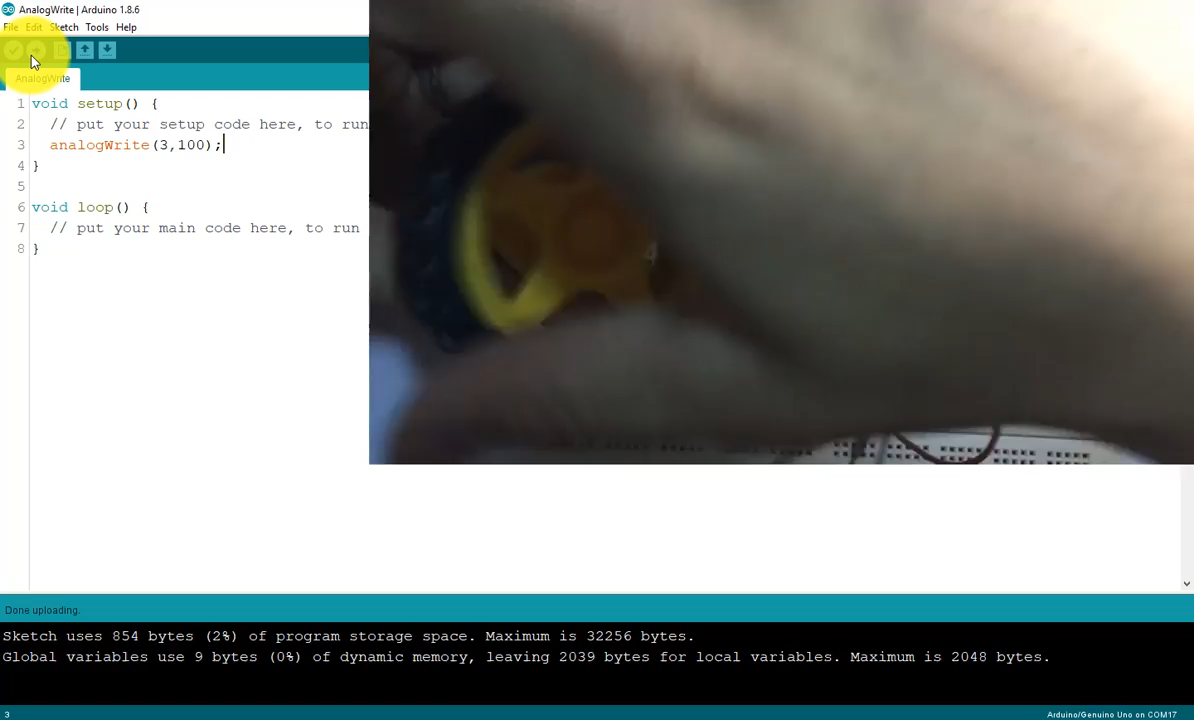 AnalogWrite | Arduino 1.8.6
File Edit Sketch Tools Help
AnalogWrite
1 void setup() {
2 // put your setup code here, to run
3 analogWrite(3,100);
4 }
5
6 void loop() {
7 // put your main code here, to run
8 }
Done uploading.
Sketch uses 854 bytes (2%) of program storage space. Maximum is 32256 bytes.
Global variables use 9 bytes (0%) of dynamic memory, leaving 2039 bytes for local variables. Maximum is 2048 bytes.
3 Arduino/Genuino Uno on COM17